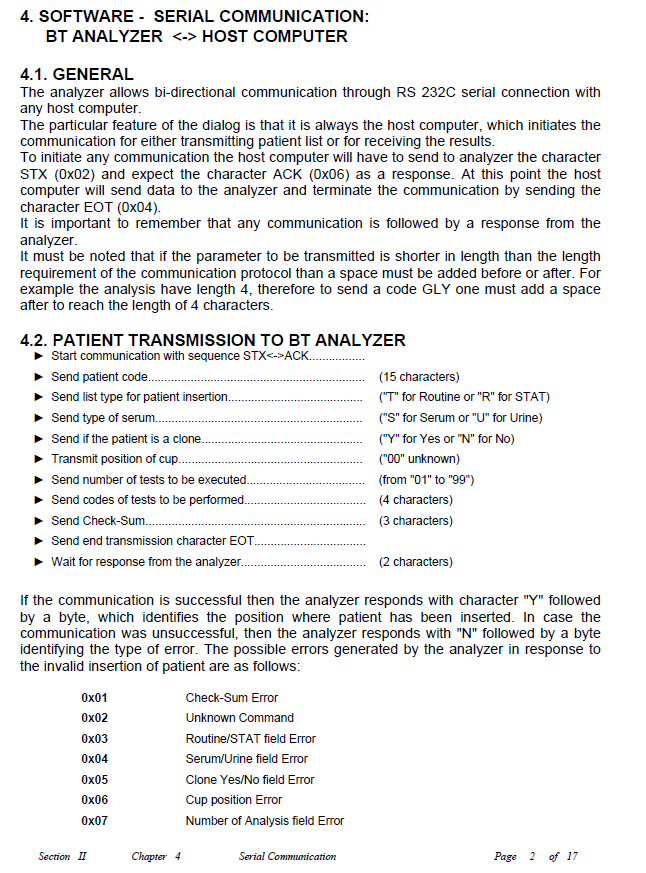 4. SOFTWARE - SERIAL COMMUNICATION:
BT ANALYZER <-> HOST COMPUTER
4.1. GENERAL
The analyzer allows bi-directional communication through RS 232C serial connection with
any host computer.
The particular feature of the dialog is that it is always the host computer, which initiates the
communication for either transmitting patient list or for receiving the results.
To initiate any communication the host computer will have to send to analyzer the character
STX (0x02) and expect the character ACK (0x06) as a response. At this point the host
computer will send data to the analyzer and terminate the communication by sending the
character EOT (0x04).
It is important to remember that any communication is followed by a response from the
analyzer.
It must be noted that if the parameter to be transmitted is shorter in length than the length
requirement of the communication protocol than a space must be added before or after. For
example the analysis have length 4, therefore to send a code GLY one must add a space
after to reach the length of 4 characters.
4.2. PATIENT TRANSMISSION TO BT ANALYZER
► Start communication with sequence STX<->ACK.................
► Send patient code.................................................................. (15 characters)
► Send list type for patient insertion......................................... ("T" for Routine or "R" for STAT)
► Send type of serum............................................................... ("S" for Serum or "U" for Urine)
► Send if the patient is a clone................................................. ("Y" for Yes or "N" for No)
► Transmit position of cup........................................................ ("00" unknown)
► Send number of tests to be executed.................................... (from "01" to "99")
► Send codes of tests to be performed..................................... (4 characters)
► Send Check-Sum................................................................... (3 characters)
► Send end transmission character EOT..................................
► Wait for response from the analyzer...................................... (2 characters)
If the communication is successful then the analyzer responds with character "Y" followed
by a byte, which identifies the position where patient has been inserted. In case the
communication was unsuccessful, then the analyzer responds with "N" followed by a byte
identifying the type of error. The possible errors generated by the analyzer in response to
the invalid insertion of patient are as follows:
0x01 Check-Sum Error
0x02 Unknown Command
0x03 Routine/STAT field Error
0x04 Serum/Urine field Error
0x05 Clone Yes/No field Error
0x06 Cup position Error
0x07 Number of Analysis field Error
Section II Chapter 4 Serial Communication Page 2 of 17